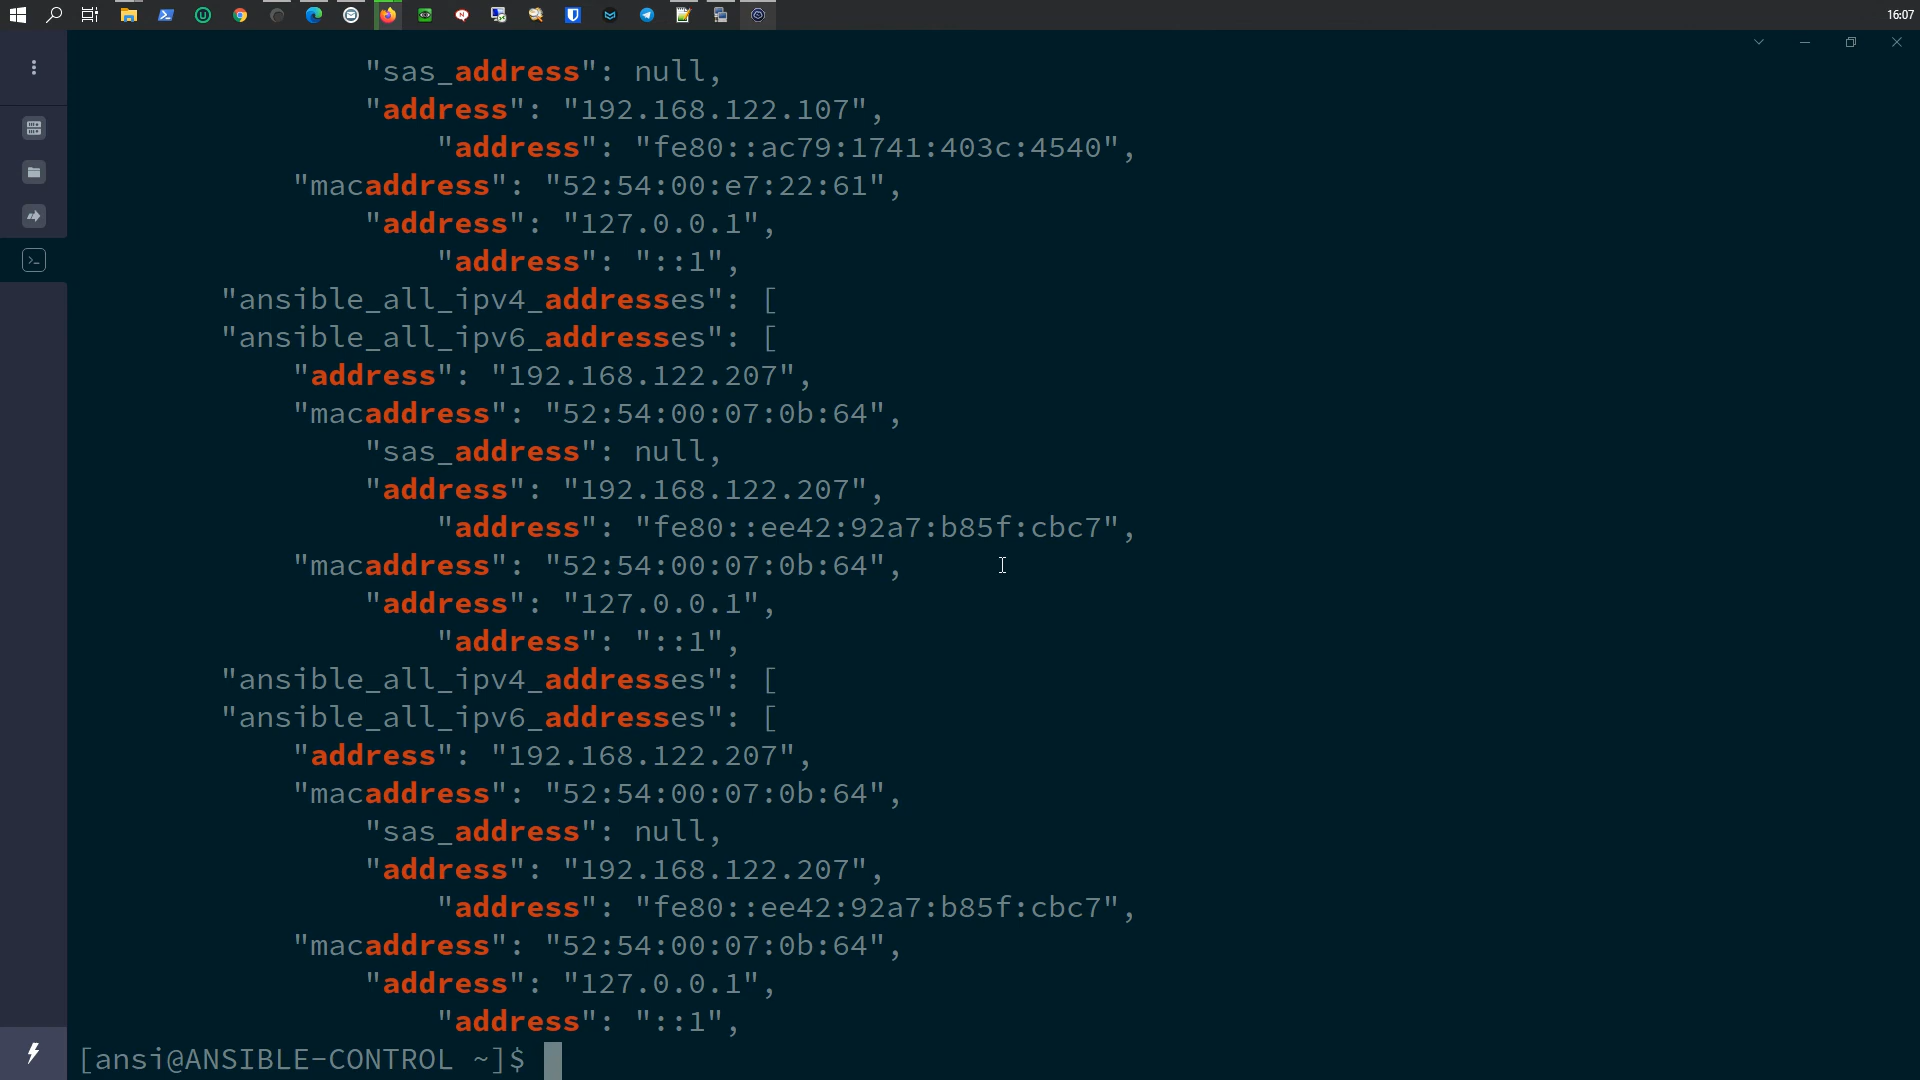 16:07
"sas_address": null,
"address": "192.168.122.107",
"address": "fe80::ac79:1741:403c:4540",
"macaddress": "52:54:00:e7:22:61",
"address": "127.0.0.1",
"address": "::1",
"ansible_all_ipv4_addresses": [
"ansible_all_ipv6_addresses": [
"address": "192.168.122.207",
"macaddress": "52:54:00:07:0b:64",
"sas_address": null,
"address": "192.168.122.207",
"address": "fe80::ee42:92a7:b85f:cbc7",
"macaddress": "52:54:00:07:0b:64",
"address": "127.0.0.1",
"address": "::1",
"ansible_all_ipv4_addresses": [
"ansible_all_ipv6_addresses": [
"address": "192.168.122.207",
"macaddress": "52:54:00:07:0b:64",
"sas_address": null,
"address": "192.168.122.207",
"address": "fe80::ee42:92a7:b85f:cbc7",
"macaddress": "52:54:00:07:0b:64",
"address": "127.0.0.1",
"address": "::1",
[ansi@ANSIBLE-CONTROL ~]$